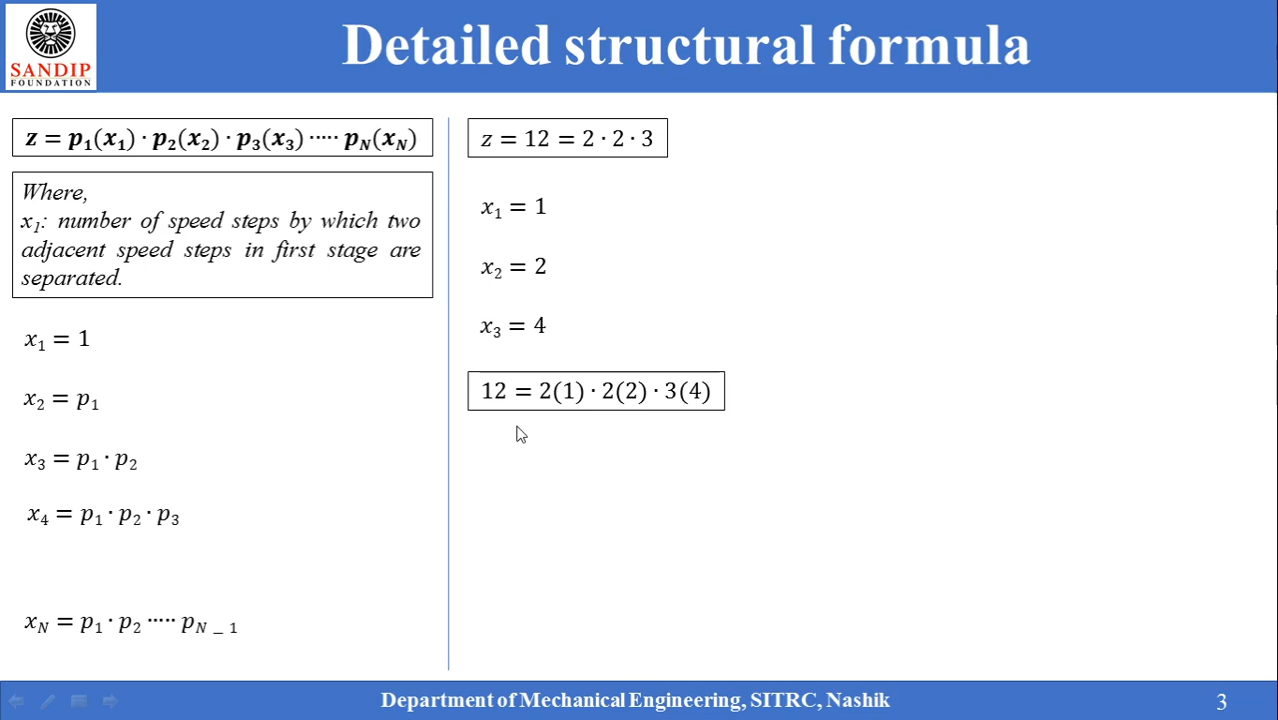 SANDIP
FOUNDATION
Detailed structural formula
z = p₁(x₁) · p₂(x₂) · p₃(x₃) ····· p_N(x_N)
Where,
x₁: number of speed steps by which two
adjacent speed steps in first stage are
separated.
x₁ = 1
x₂ = p₁
x₃ = p₁ · p₂
x₄ = p₁ · p₂ · p₃
x_N = p₁ · p₂ ····· p_{N − 1}
z = 12 = 2 · 2 · 3
x₁ = 1
x₂ = 2
x₃ = 4
12 = 2(1) · 2(2) · 3(4)
Department of Mechanical Engineering, SITRC, Nashik
3